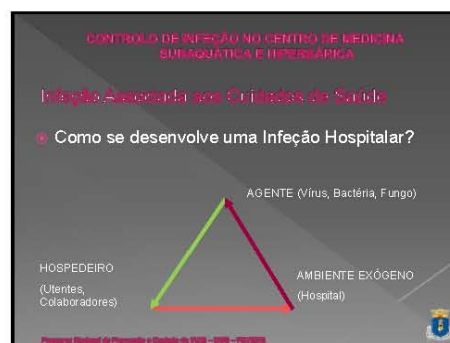 CONTROLO DE INFEÇÃO NO CENTRO DE MEDICINA
SUBAQUÁTICA E HIPERBÁRICA
Infeção Associada aos Cuidados de Saúde
Como se desenvolve uma Infeção Hospitalar?
AGENTE (Vírus, Bactéria, Fungo)
HOSPEDEIRO
(Utentes,
Colaboradores)
AMBIENTE EXÓGENO
(Hospital)